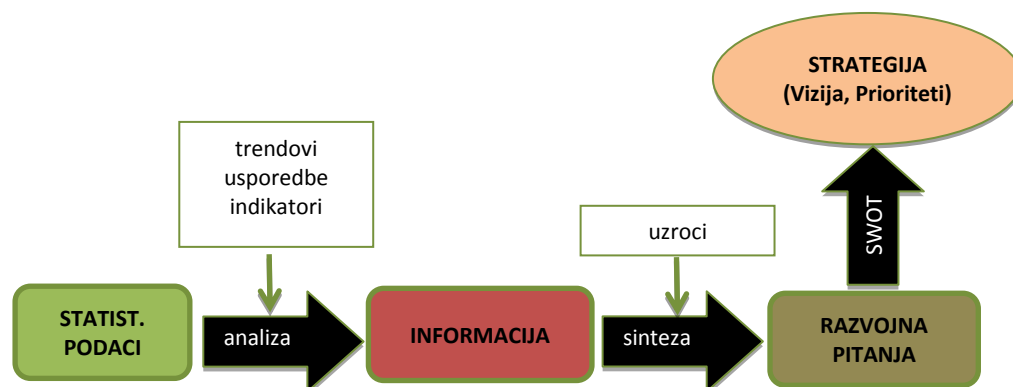 STRATEGIJA
(Vizija, Prioriteti)
trendovi
usporedbe
indikatori
uzroci
SWOT
STATIST.
PODACI
analiza
INFORMACIJA
sinteza
RAZVOJNA
PITANJA